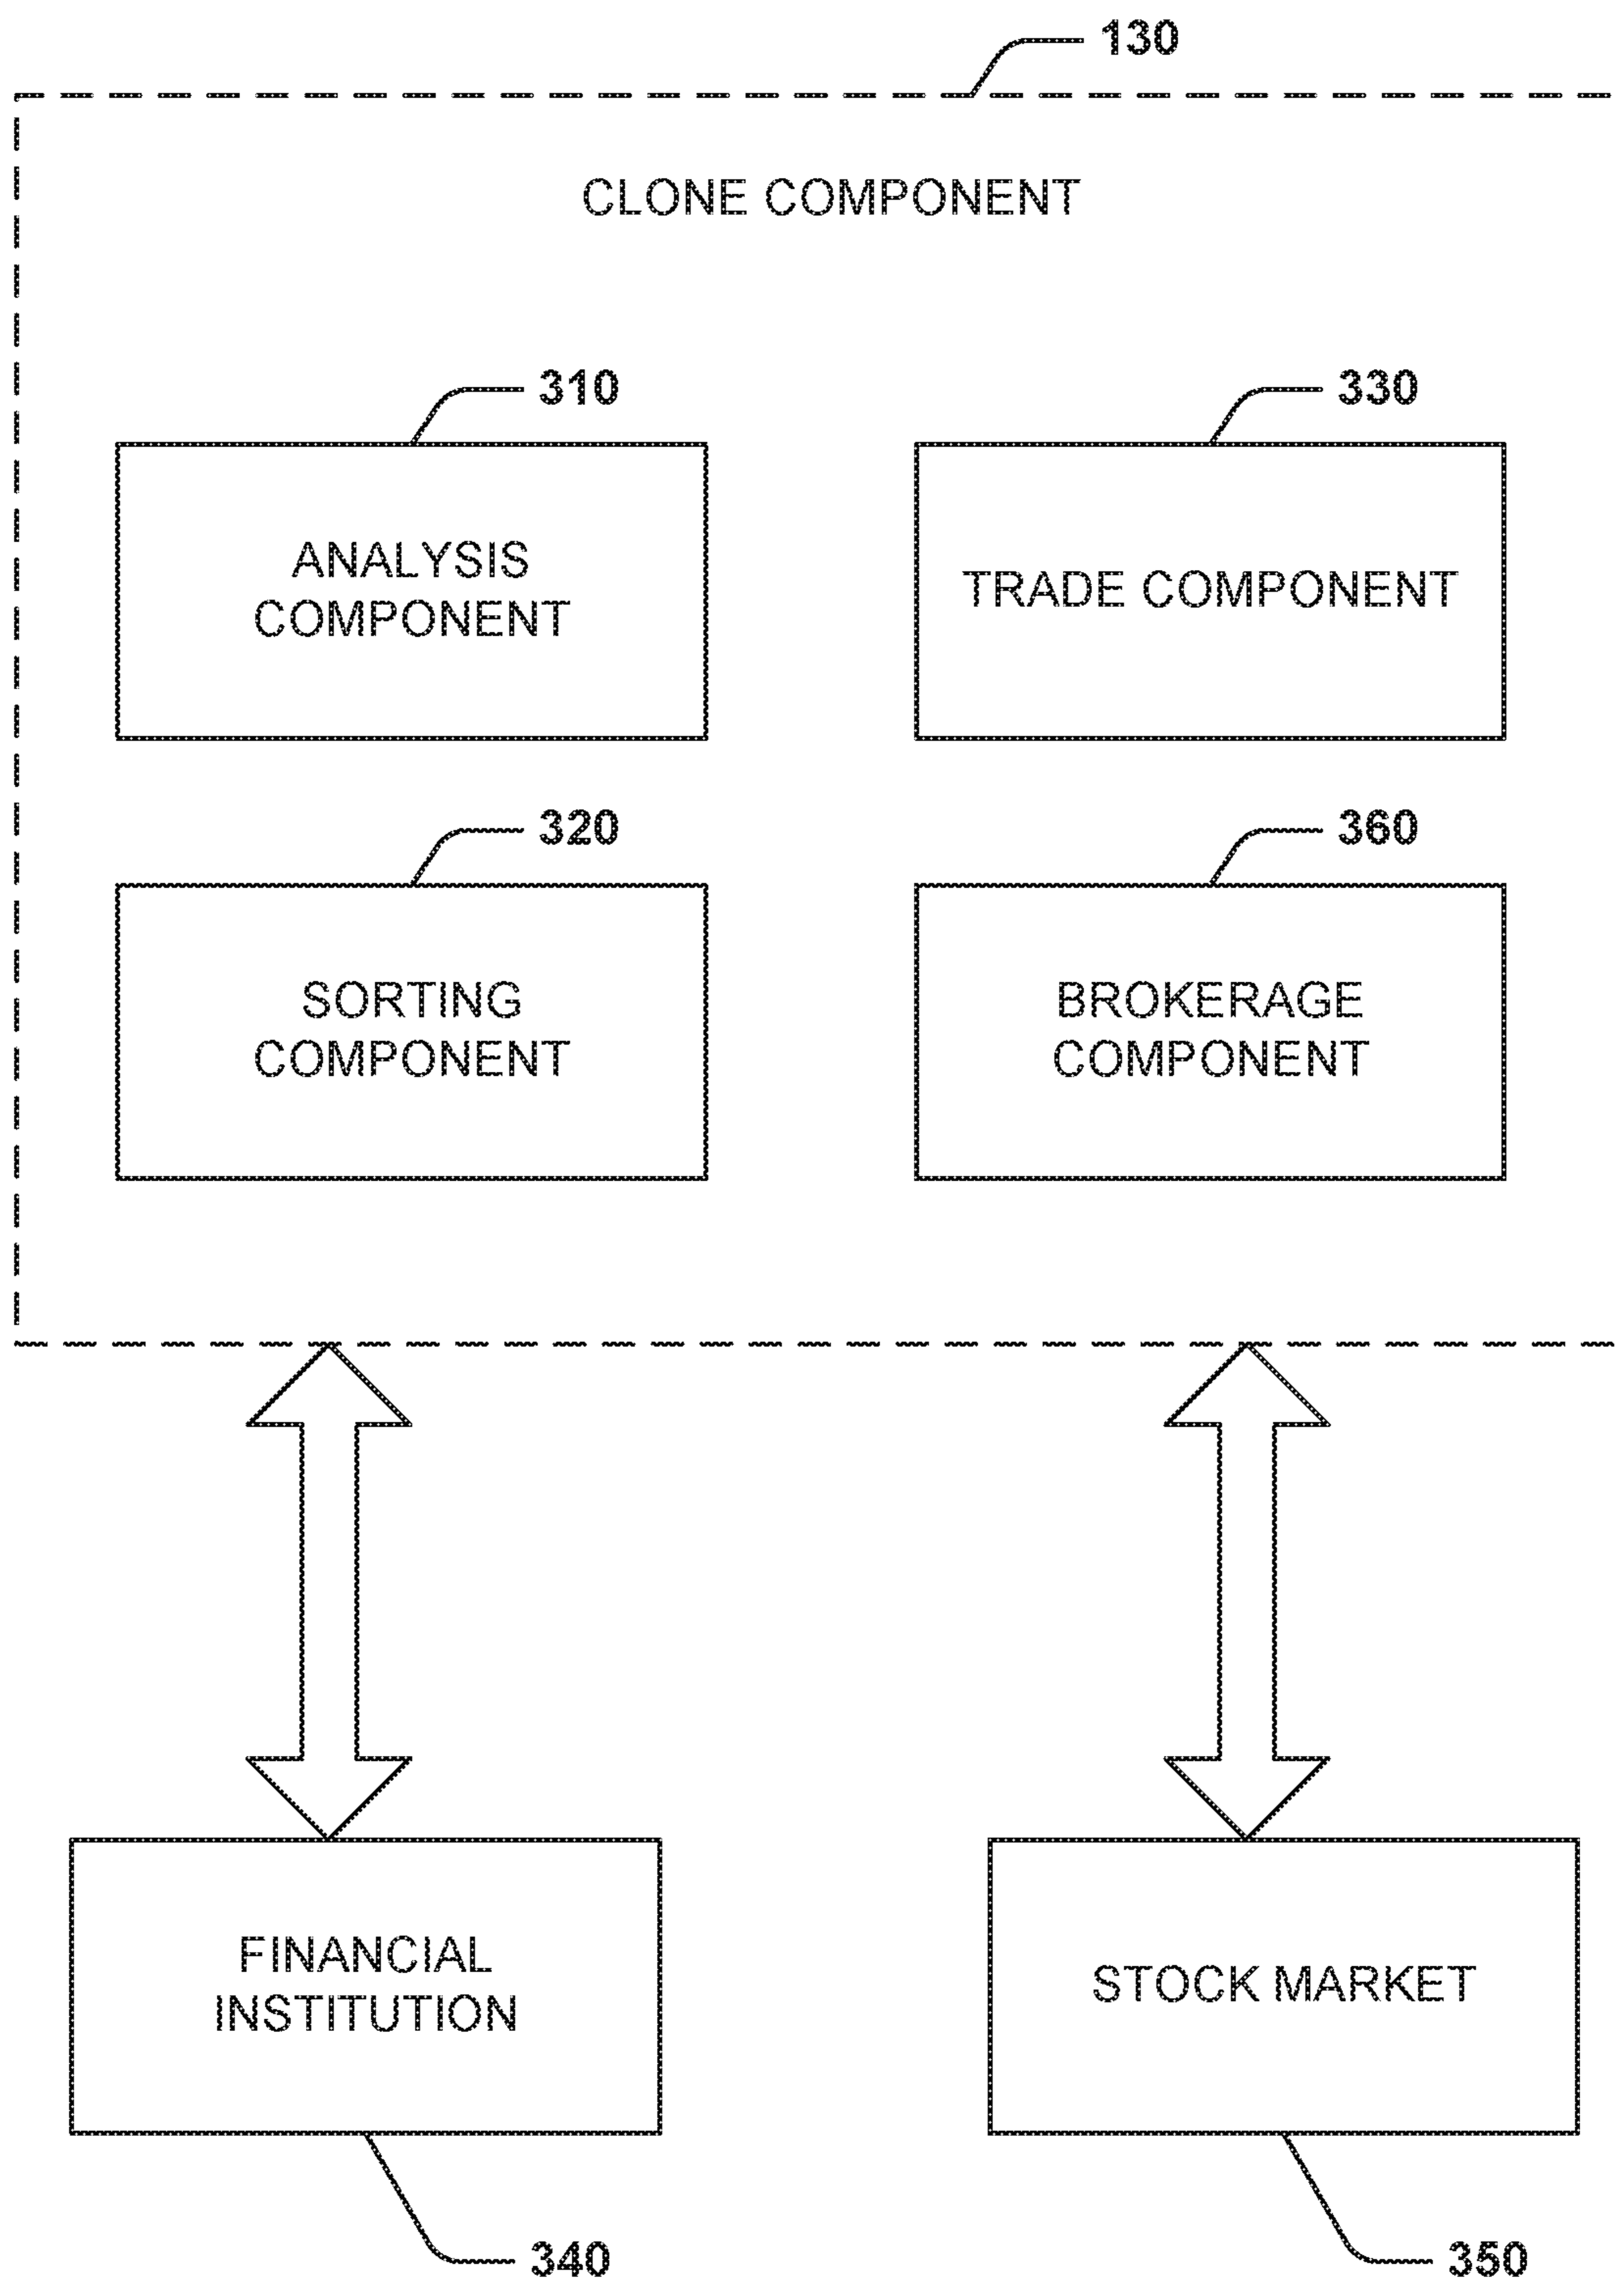 130
CLONE COMPONENT
310
330
ANALYSIS
COMPONENT
TRADE COMPONENT
320
360
SORTING
COMPONENT
BROKERAGE
COMPONENT
FINANCIAL
INSTITUTION
STOCK MARKET
340
350